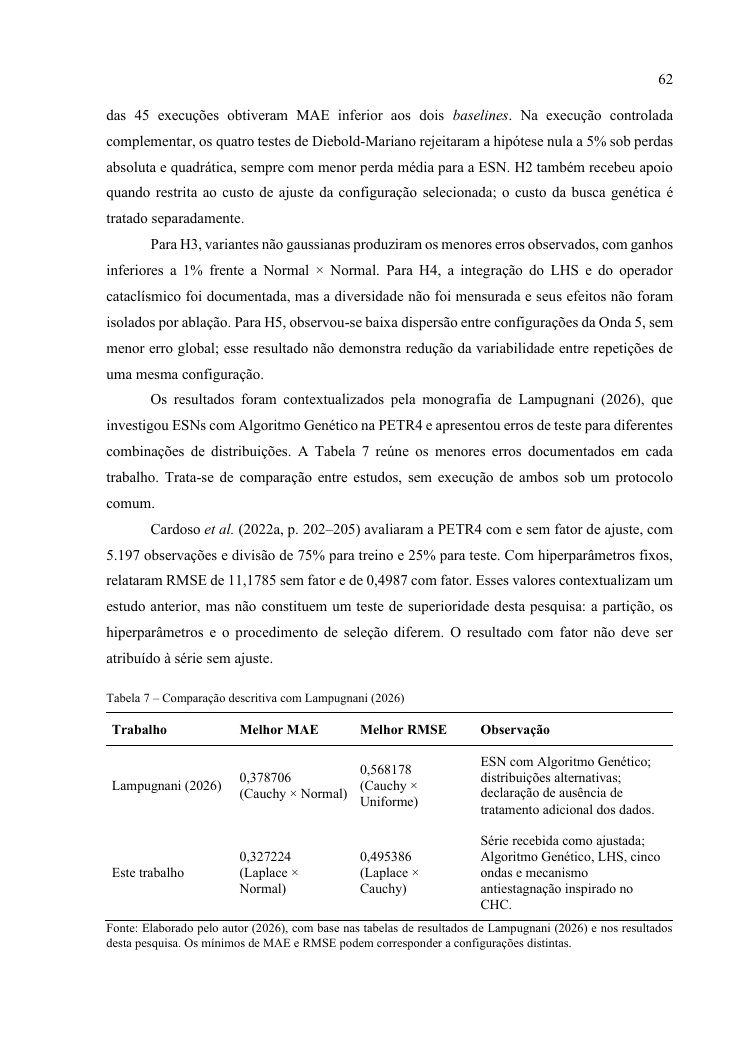 62
das 45 execuções obtiveram MAE inferior aos dois baselines. Na execução controlada
complementar, os quatro testes de Diebold-Mariano rejeitaram a hipótese nula a 5% sob perdas
absoluta e quadrática, sempre com menor perda média para a ESN. H2 também recebeu apoio
quando restrita ao custo de ajuste da configuração selecionada; o custo da busca genética é
tratado separadamente.
Para H3, variantes não gaussianas produziram os menores erros observados, com ganhos
inferiores a 1% frente a Normal × Normal. Para H4, a integração do LHS e do operador
cataclísmico foi documentada, mas a diversidade não foi mensurada e seus efeitos não foram
isolados por ablação. Para H5, observou-se baixa dispersão entre configurações da Onda 5, sem
menor erro global; esse resultado não demonstra redução da variabilidade entre repetições de
uma mesma configuração.
Os resultados foram contextualizados pela monografia de Lampugnani (2026), que
investigou ESNs com Algoritmo Genético na PETR4 e apresentou erros de teste para diferentes
combinações de distribuições. A Tabela 7 reúne os menores erros documentados em cada
trabalho. Trata-se de comparação entre estudos, sem execução de ambos sob um protocolo
comum.
Cardoso et al. (2022a, p. 202–205) avaliaram a PETR4 com e sem fator de ajuste, com
5.197 observações e divisão de 75% para treino e 25% para teste. Com hiperparâmetros fixos,
relataram RMSE de 11,1785 sem fator e de 0,4987 com fator. Esses valores contextualizam um
estudo anterior, mas não constituem um teste de superioridade desta pesquisa: a partição, os
hiperparâmetros e o procedimento de seleção diferem. O resultado com fator não deve ser
atribuído à série sem ajuste.
Tabela 7 – Comparação descritiva com Lampugnani (2026)
Trabalho Melhor MAE Melhor RMSE Observação
Lampugnani (2026)
0,378706
(Cauchy × Normal)
0,568178
(Cauchy ×
Uniforme)
ESN com Algoritmo Genético;
distribuições alternativas;
declaração de ausência de
tratamento adicional dos dados.
Este trabalho
0,327224
(Laplace ×
Normal)
0,495386
(Laplace ×
Cauchy)
Série recebida como ajustada;
Algoritmo Genético, LHS, cinco
ondas e mecanismo
antiestagnação inspirado no
CHC.
Fonte: Elaborado pelo autor (2026), com base nas tabelas de resultados de Lampugnani (2026) e nos resultados
desta pesquisa. Os mínimos de MAE e RMSE podem corresponder a configurações distintas.